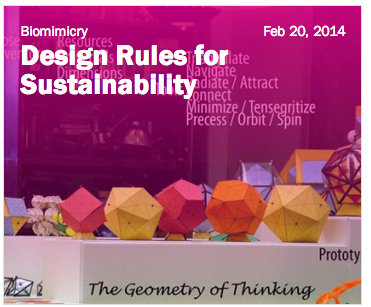 Biomimicry
Feb 20, 2014
Design Rules for
Sustainability
Resources
Dimensions
Navigate
/ Attract
Minimize / Tensegritize
Precess / Orbit / Spin
Prototy
The Geometry of Thinking